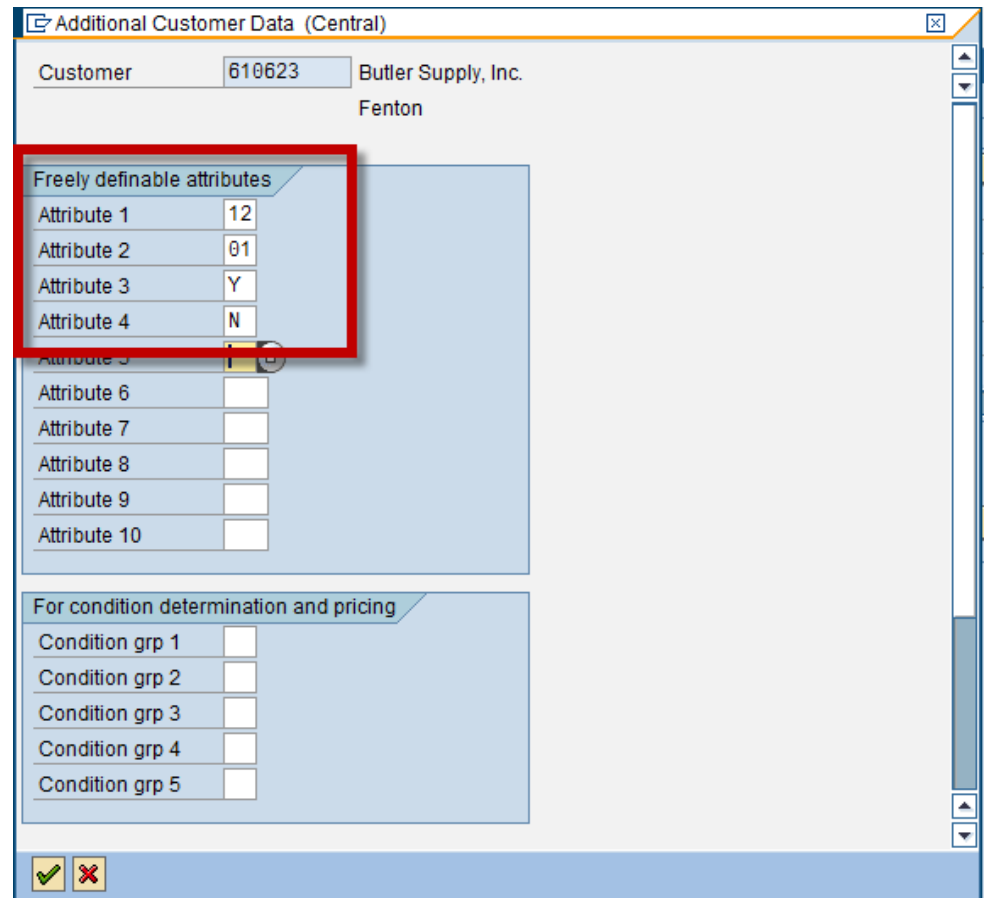 Additional Customer Data (Central)
Customer 610623 Butler Supply, Inc.
Fenton
Freely definable attributes
Attribute 1 12
Attribute 2 01
Attribute 3 Y
Attribute 4 N
Attribute 5
Attribute 6
Attribute 7
Attribute 8
Attribute 9
Attribute 10
For condition determination and pricing
Condition grp 1
Condition grp 2
Condition grp 3
Condition grp 4
Condition grp 5